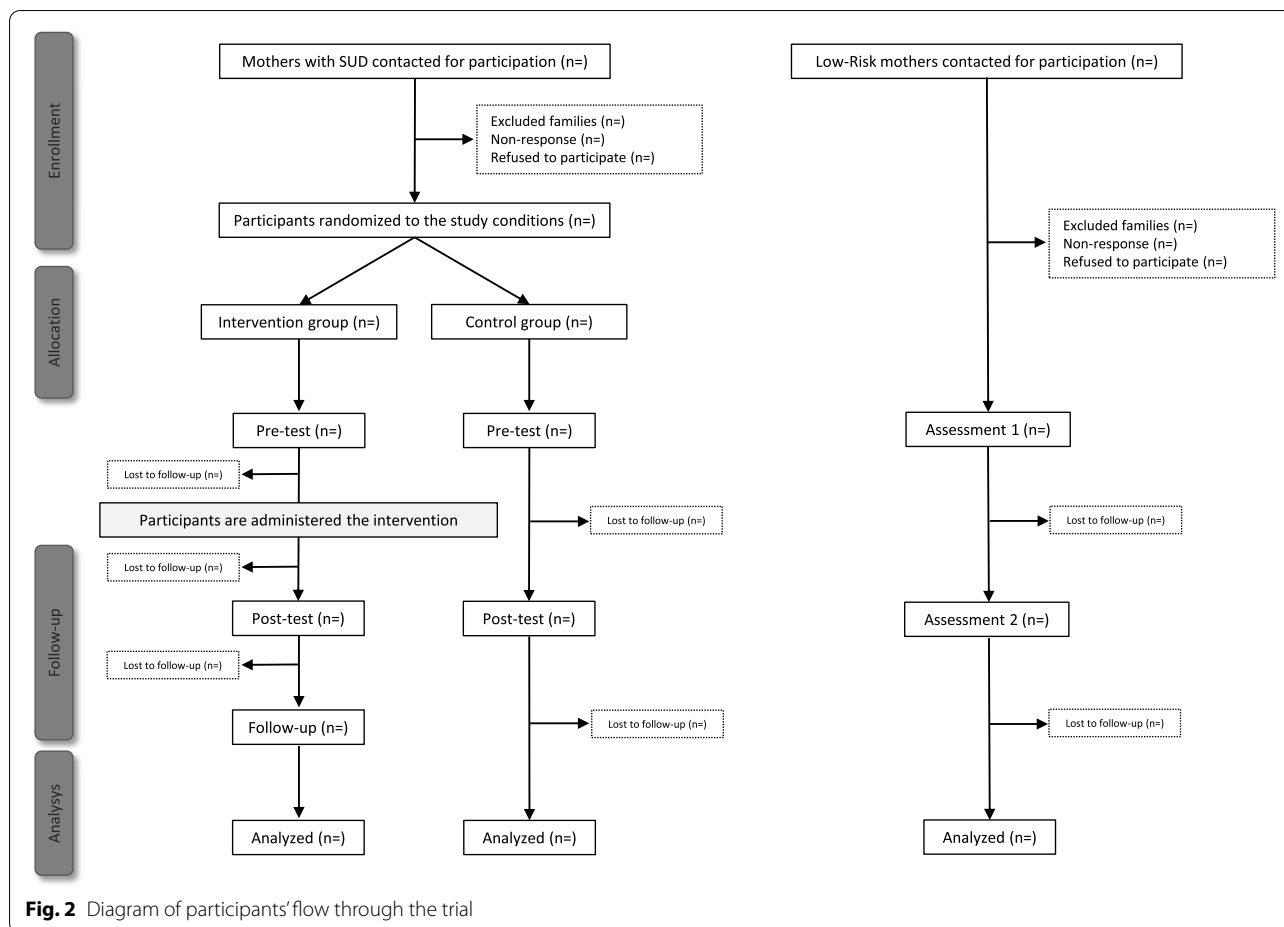 Enrollment
Mothers with SUD contacted for participation (n=)
Excluded families (n=)
Non-response (n=)
Refused to participate (n=)
Participants randomized to the study conditions (n=)
Low-Risk mothers contacted for participation (n=)
Excluded families (n=)
Non-response (n=)
Refused to participate (n=)
Allocation
Intervention group (n=)
Control group (n=)
Pre-test (n=)
Pre-test (n=)
Assessment 1 (n=)
Lost to follow-up (n=)
Participants are administered the intervention
Lost to follow-up (n=)
Lost to follow-up (n=)
Follow-up
Lost to follow-up (n=)
Post-test (n=)
Post-test (n=)
Assessment 2 (n=)
Lost to follow-up (n=)
Follow-up (n=)
Lost to follow-up (n=)
Lost to follow-up (n=)
Analysys
Analyzed (n=)
Analyzed (n=)
Analyzed (n=)
Fig. 2 Diagram of participants' flow through the trial